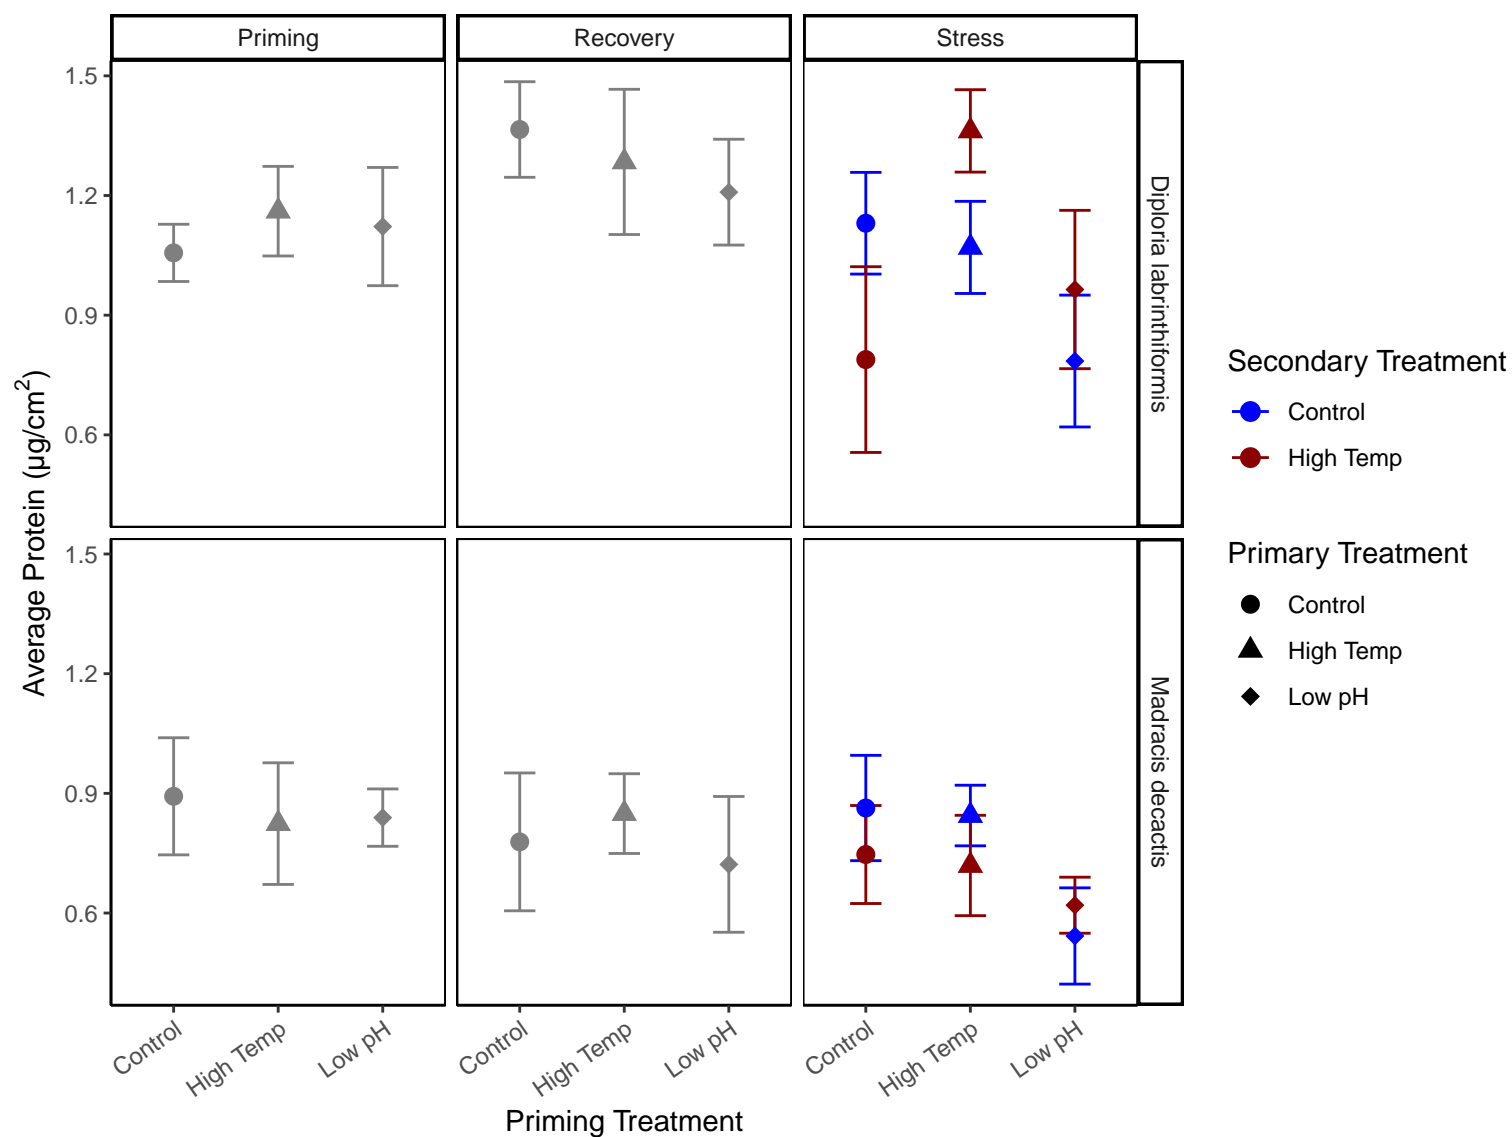 Priming
Recovery
Stress
1.5
1.2
0.9
0.6
Diploria labrinthiformis
1.5
1.2
0.9
0.6
Madracis decactis
Average Protein (µg/cm²)
Control
High Temp
Low pH
Control
High Temp
Low pH
Control
High Temp
Low pH
Priming Treatment
Secondary Treatment
Control
High Temp
Primary Treatment
Control
High Temp
Low pH